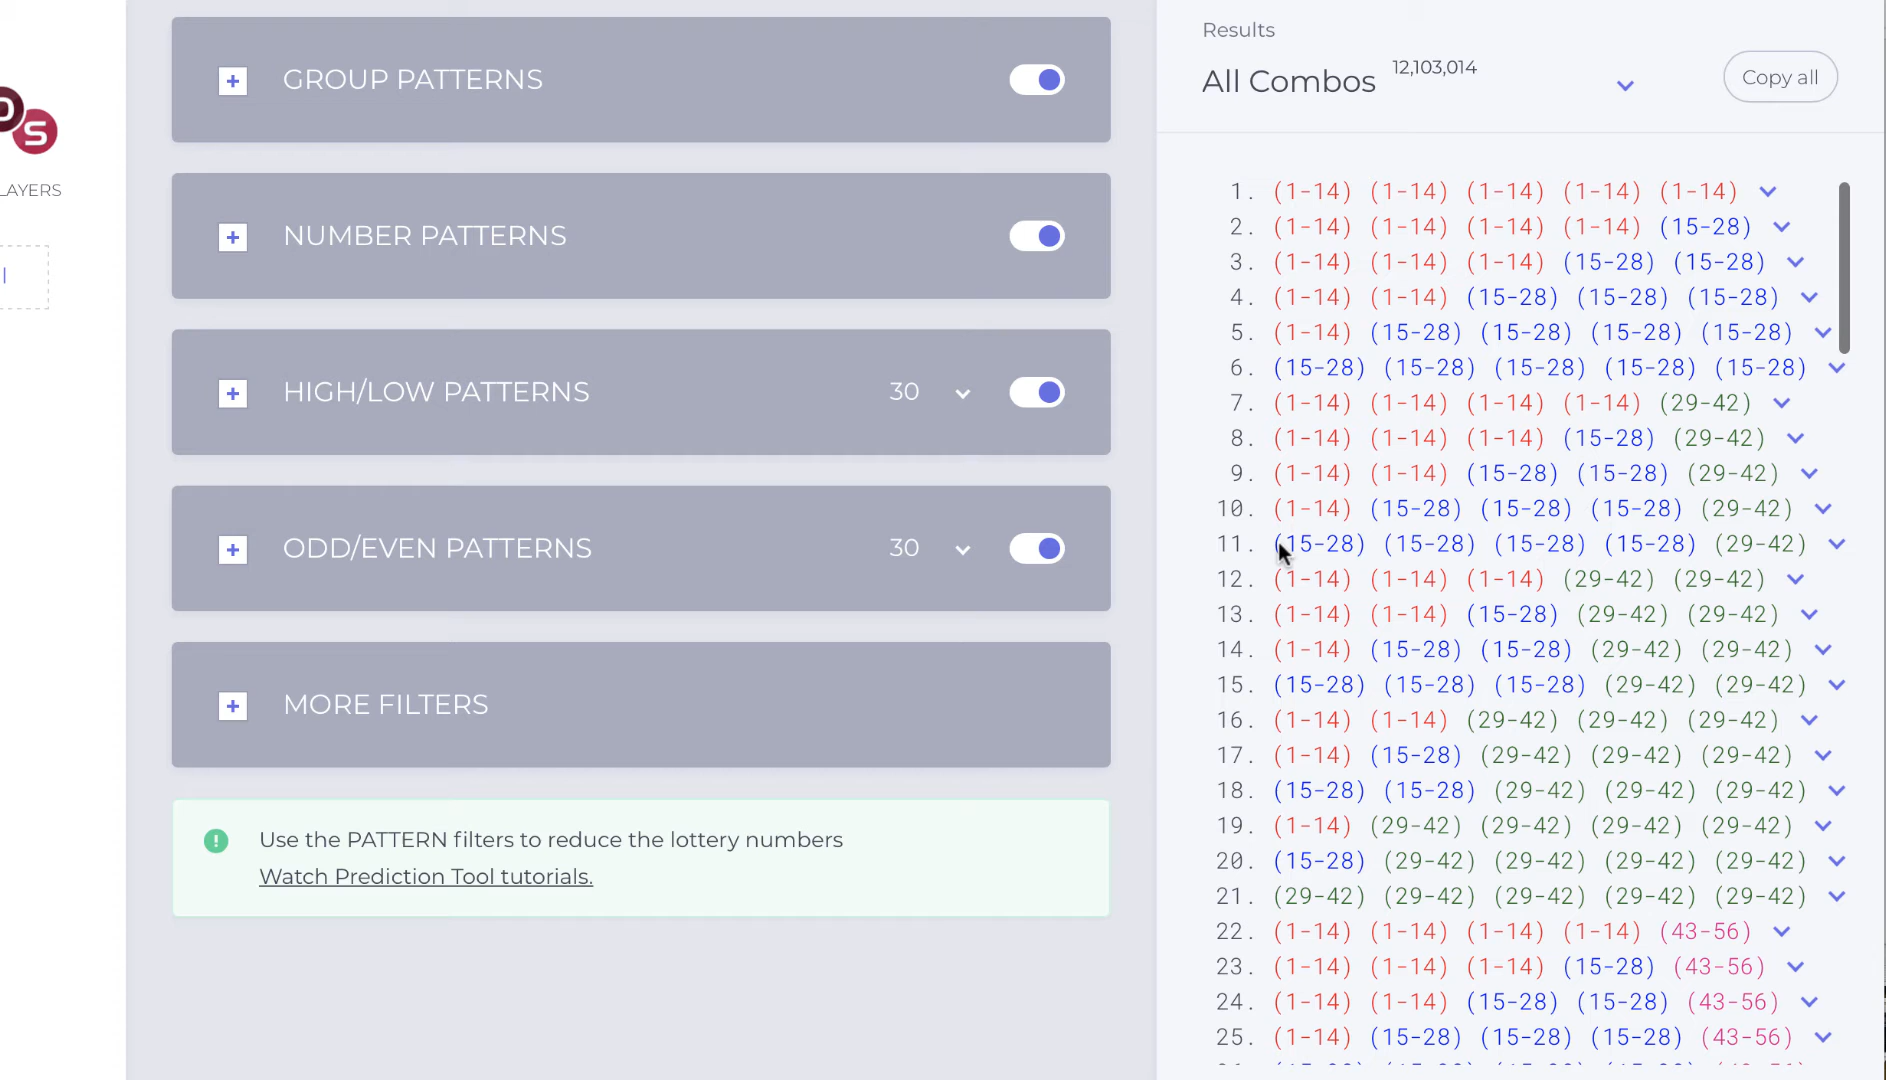 S
LAYERS
GROUP PATTERNS
NUMBER PATTERNS
HIGH/LOW PATTERNS 30
ODD/EVEN PATTERNS 30
MORE FILTERS
Use the PATTERN filters to reduce the lottery numbers
Watch Prediction Tool tutorials.
Results
All Combos 12,103,014
Copy all
1. (1-14) (1-14) (1-14) (1-14) (1-14)
2. (1-14) (1-14) (1-14) (1-14) (15-28)
3. (1-14) (1-14) (1-14) (15-28) (15-28)
4. (1-14) (1-14) (15-28) (15-28) (15-28)
5. (1-14) (15-28) (15-28) (15-28) (15-28)
6. (15-28) (15-28) (15-28) (15-28) (15-28)
7. (1-14) (1-14) (1-14) (1-14) (29-42)
8. (1-14) (1-14) (1-14) (15-28) (29-42)
9. (1-14) (1-14) (15-28) (15-28) (29-42)
10. (1-14) (15-28) (15-28) (15-28) (29-42)
11. (15-28) (15-28) (15-28) (15-28) (29-42)
12. (1-14) (1-14) (1-14) (29-42) (29-42)
13. (1-14) (1-14) (15-28) (29-42) (29-42)
14. (1-14) (15-28) (15-28) (29-42) (29-42)
15. (15-28) (15-28) (15-28) (29-42) (29-42)
16. (1-14) (1-14) (29-42) (29-42) (29-42)
17. (1-14) (15-28) (29-42) (29-42) (29-42)
18. (15-28) (15-28) (29-42) (29-42) (29-42)
19. (1-14) (29-42) (29-42) (29-42) (29-42)
20. (15-28) (29-42) (29-42) (29-42) (29-42)
21. (29-42) (29-42) (29-42) (29-42) (29-42)
22. (1-14) (1-14) (1-14) (1-14) (43-56)
23. (1-14) (1-14) (1-14) (15-28) (43-56)
24. (1-14) (1-14) (15-28) (15-28) (43-56)
25. (1-14) (15-28) (15-28) (15-28) (43-56)